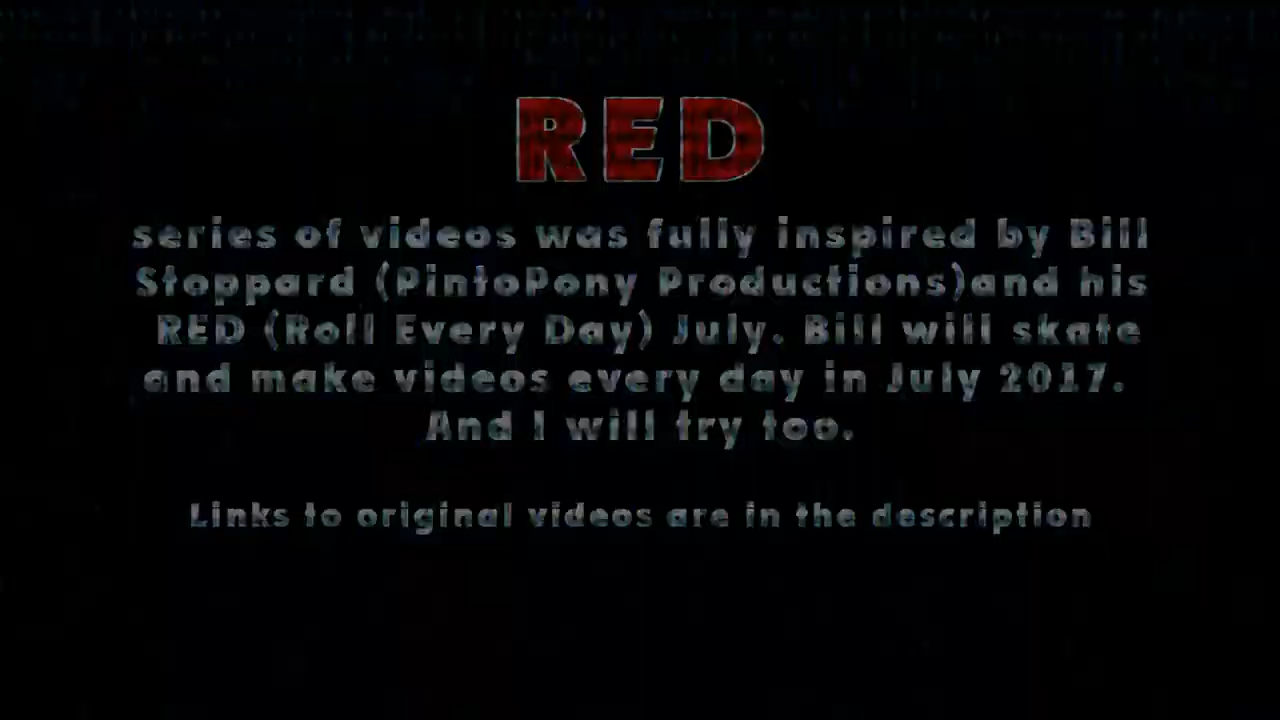 RED
series of videos was fully inspired by Bill
Stoppard (PintoPony Productions)and his
RED (Roll Every Day) July. Bill will skate
and make videos every day in July 2017.
And I will try too.
Links to original videos are in the description